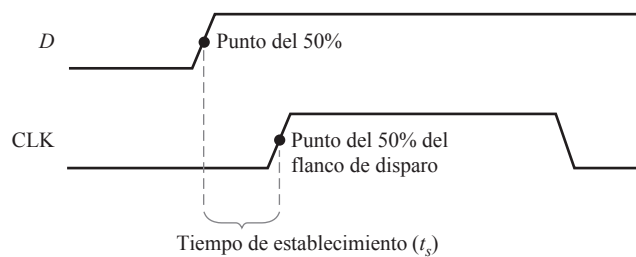 D
Punto del 50%
CLK
Punto del 50% del
flanco de disparo
Tiempo de establecimiento (ts)